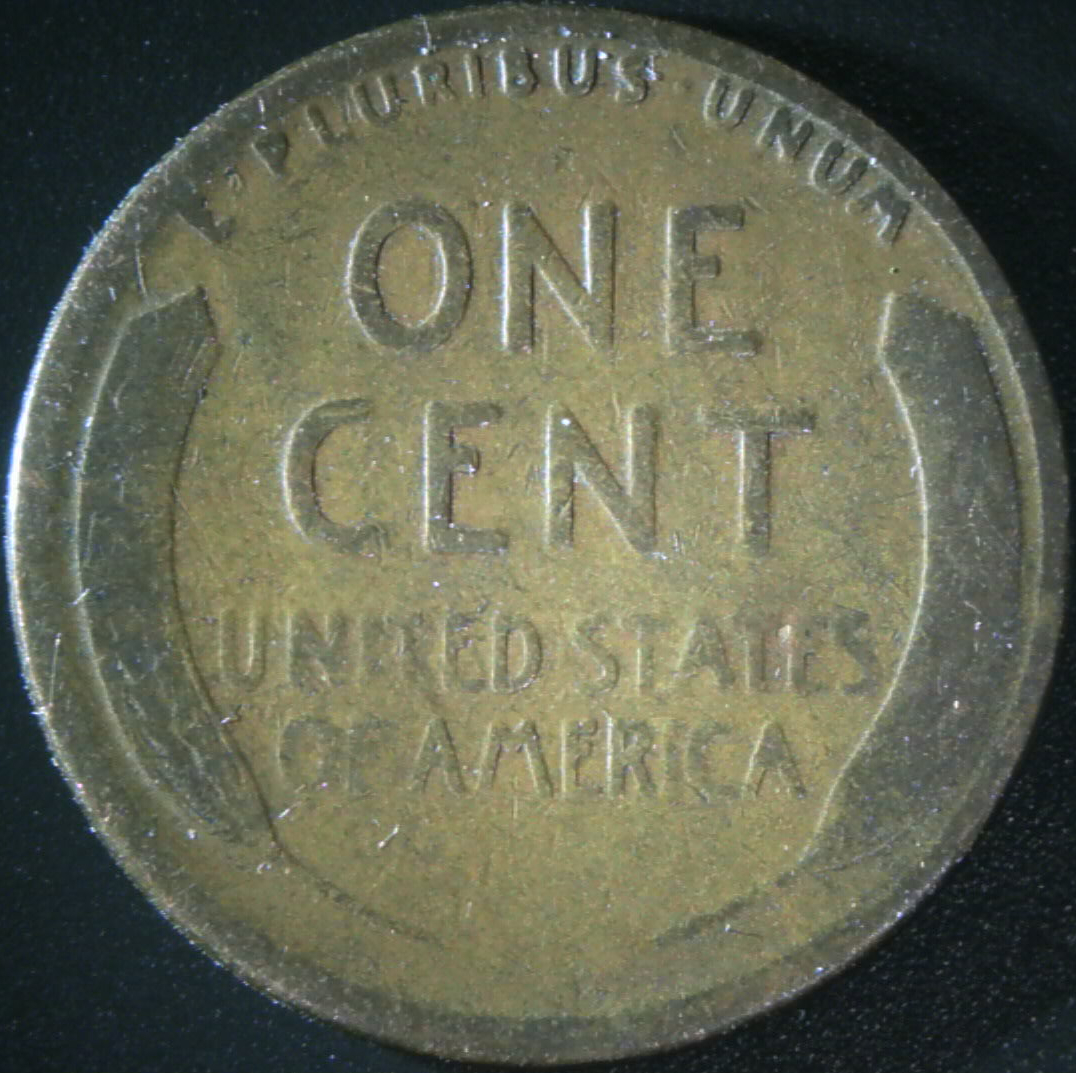 E PLURIBUS UNUM
ONE
CENT
UNITED STATES
OF AMERICA